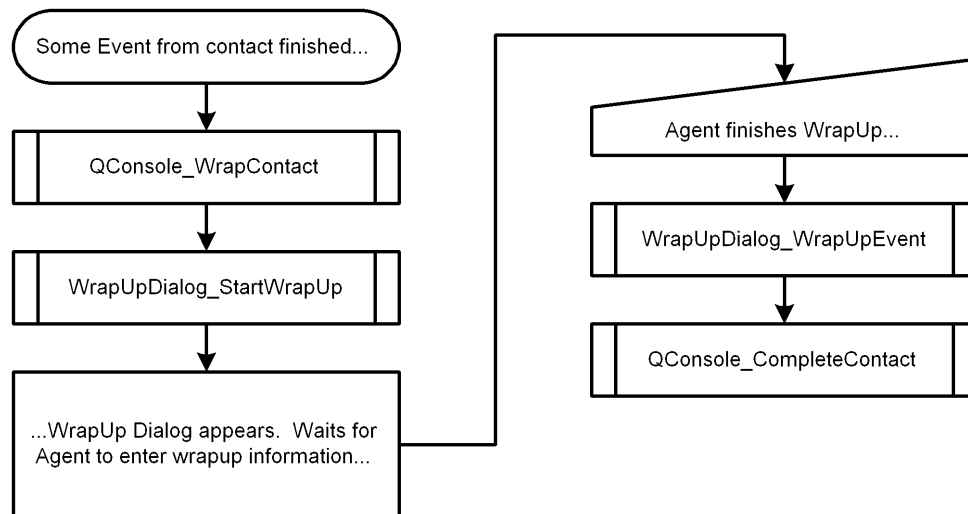 Some Event from contact finished...
QConsole_WrapContact
WrapUpDialog_StartWrapUp
...WrapUp Dialog appears.  Waits for
Agent to enter wrapup information...
Agent finishes WrapUp...
WrapUpDialog_WrapUpEvent
QConsole_CompleteContact